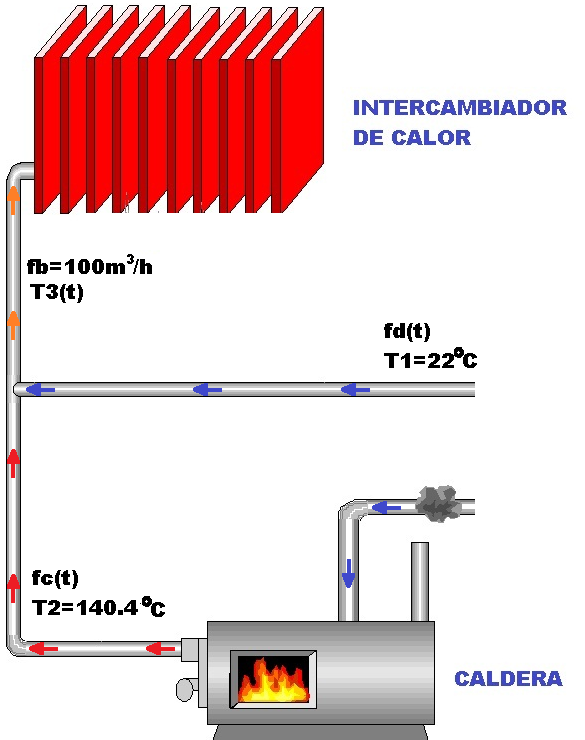 INTERCAMBIADOR
DE CALOR
fb=100m³/h
T3(t)
fd(t)
T1=22°C
fc(t)
T2=140.4°C
CALDERA